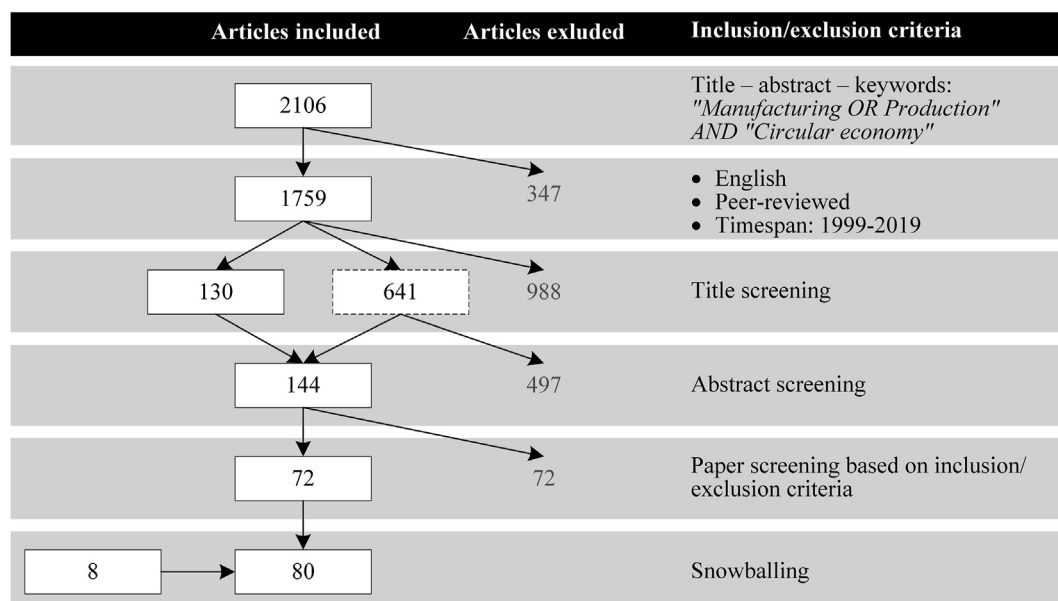 Articles included
Articles exluded
Inclusion/exclusion criteria
2106
Title – abstract – keywords:
"Manufacturing OR Production"
AND "Circular economy"
1759
347
• English
• Peer-reviewed
• Timespan: 1999-2019
130
641
988
Title screening
144
497
Abstract screening
72
72
Paper screening based on inclusion/
exclusion criteria
8
80
Snowballing